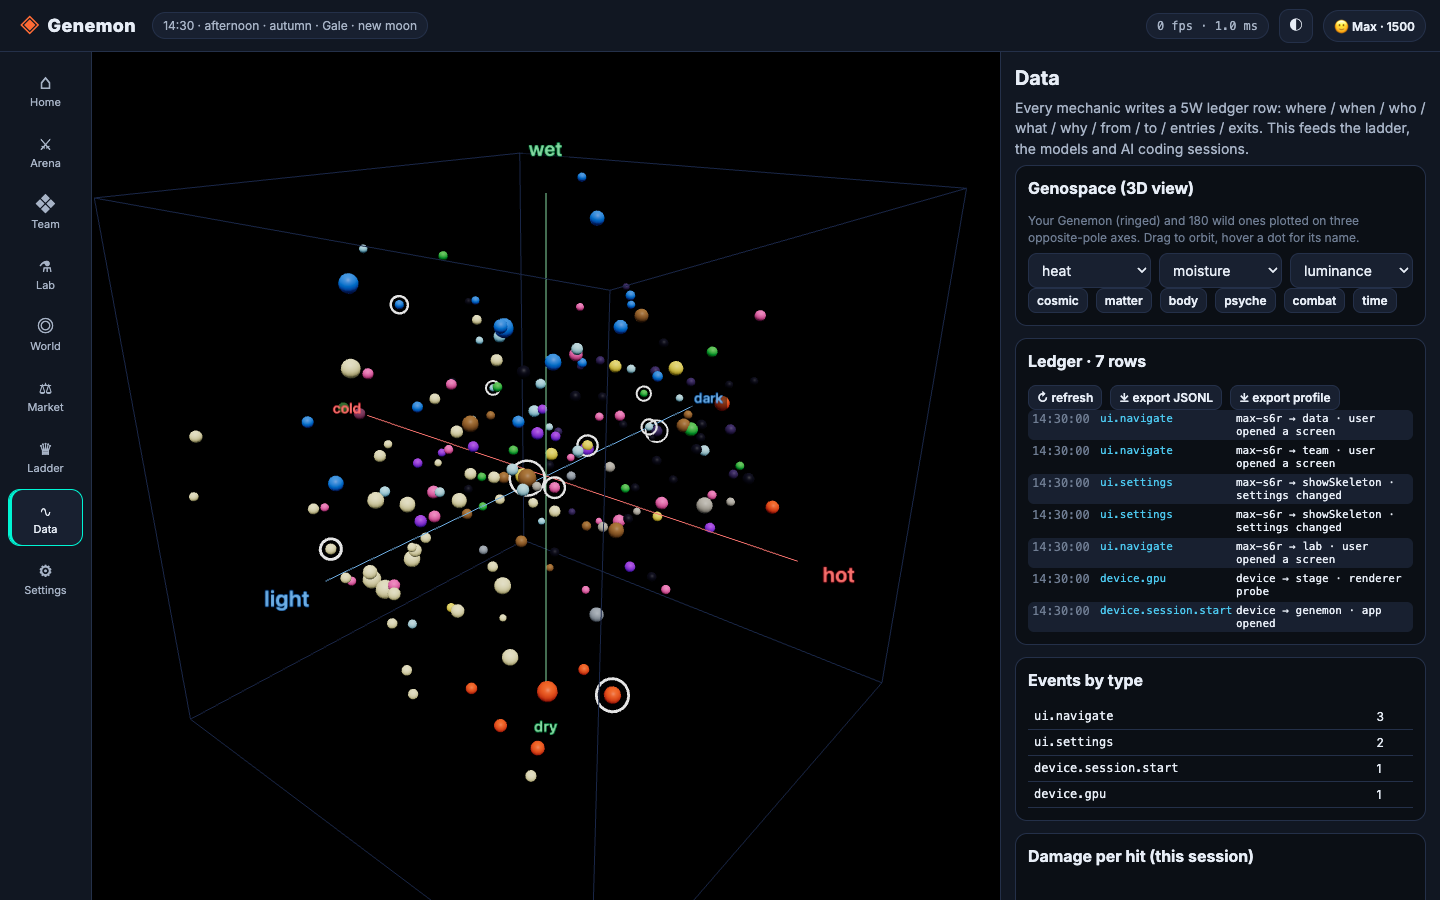 Genemon
14:30 · afternoon · autumn · Gale · new moon
0 fps · 1.0 ms
Max · 1500
Home
Arena
Team
Lab
World
Market
Ladder
Data
Settings
wet
cold
dark
light
hot
dry
Data
Every mechanic writes a 5W ledger row: where / when / who /
what / why / from / to / entries / exits. This feeds the ladder,
the models and AI coding sessions.
Genospace (3D view)
Your Genemon (ringed) and 180 wild ones plotted on three
opposite-pole axes. Drag to orbit, hover a dot for its name.
heat
moisture
luminance
cosmic
matter
body
psyche
combat
time
Ledger · 7 rows
↻ refresh
export JSONL
export profile
14:30:00 ui.navigate max-s6r → data · user
opened a screen
14:30:00 ui.navigate max-s6r → team · user
opened a screen
14:30:00 ui.settings max-s6r → showSkeleton ·
settings changed
14:30:00 ui.settings max-s6r → showSkeleton ·
settings changed
14:30:00 ui.navigate max-s6r → lab · user
opened a screen
14:30:00 device.gpu device → stage · renderer
probe
14:30:00 device.session.start device → genemon · app
opened
Events by type
ui.navigate 3
ui.settings 2
device.session.start 1
device.gpu 1
Damage per hit (this session)